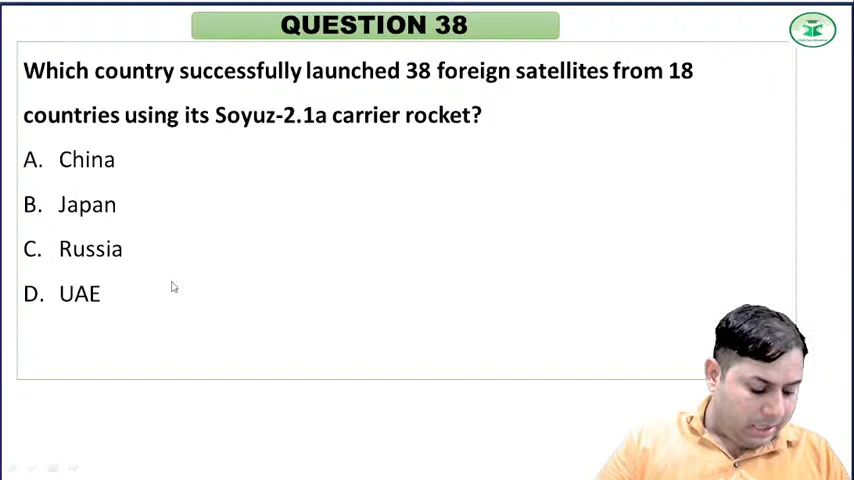 QUESTION 38
Which country successfully launched 38 foreign satellites from 18
countries using its Soyuz-2.1a carrier rocket?
A. China
B. Japan
C. Russia
D. UAE